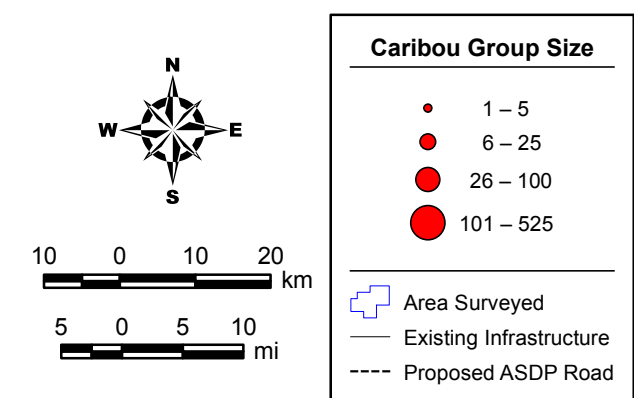 N
W E
S
10 0 10 20
km
5 0 5 10
mi
Caribou Group Size
1 – 5
6 – 25
26 – 100
101 – 525
Area Surveyed
Existing Infrastructure
Proposed ASDP Road